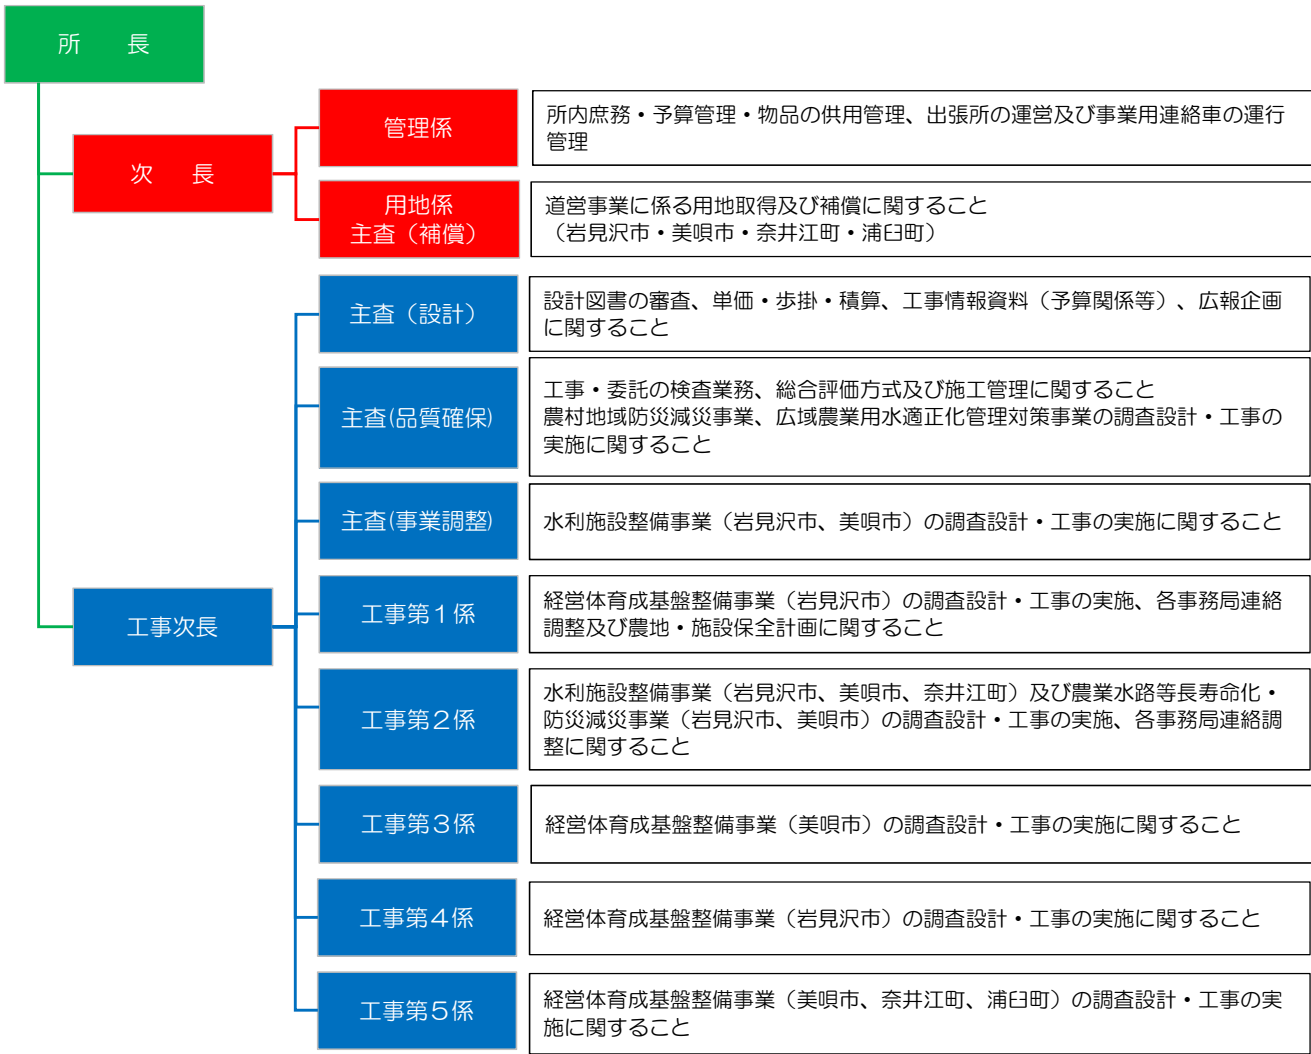 所　長
次　長
管理係
所内庶務・予算管理・物品の供用管理、出張所の運営及び事業用連絡車の運行
管理
用地係
主査（補償）
道営事業に係る用地取得及び補償に関すること
（岩見沢市・美唄市・奈井江町・浦臼町）
主査（設計）
設計図書の審査、単価・歩掛・積算、工事情報資料（予算関係等）、広報企画
に関すること
主査(品質確保)
工事・委託の検査業務、総合評価方式及び施工管理に関すること
農村地域防災減災事業、広域農業用水適正化管理対策事業の調査設計・工事の
実施に関すること
主査(事業調整)
水利施設整備事業（岩見沢市、美唄市）の調査設計・工事の実施に関すること
工事次長
工事第１係
経営体育成基盤整備事業（岩見沢市）の調査設計・工事の実施、各事務局連絡
調整及び農地・施設保全計画に関すること
工事第２係
水利施設整備事業（岩見沢市、美唄市、奈井江町）及び農業水路等長寿命化・
防災減災事業（岩見沢市、美唄市）の調査設計・工事の実施、各事務局連絡調
整に関すること
工事第３係
経営体育成基盤整備事業（美唄市）の調査設計・工事の実施に関すること
工事第４係
経営体育成基盤整備事業（岩見沢市）の調査設計・工事の実施に関すること
工事第５係
経営体育成基盤整備事業（美唄市、奈井江町、浦臼町）の調査設計・工事の実
施に関すること